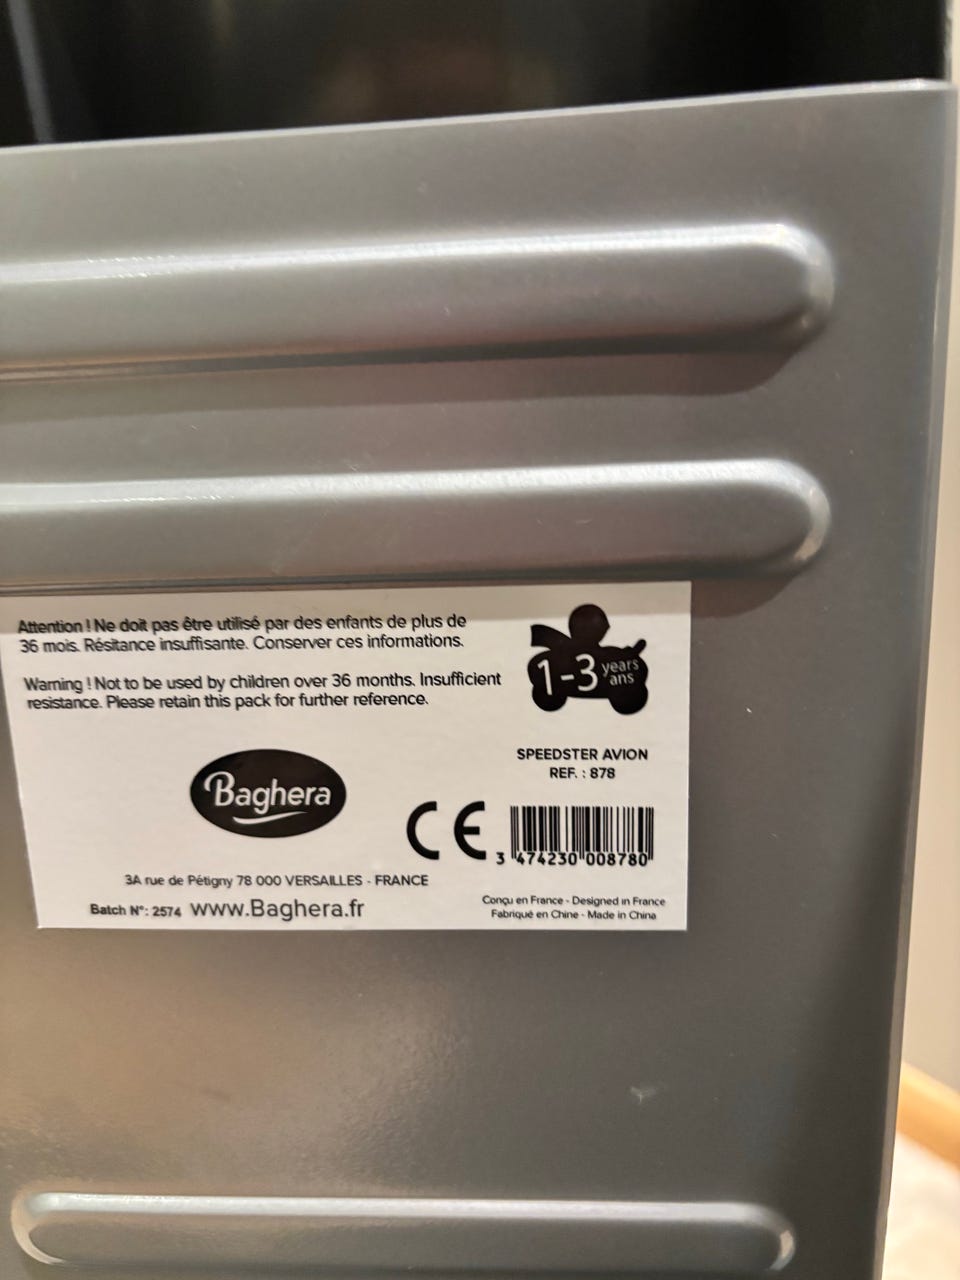 Attention ! Ne doit pas être utilisé par des enfants de plus de
36 mois. Résitance insuffisante. Conserver ces informations.
Warning ! Not to be used by children over 36 months. Insufficient
resistance. Please retain this pack for further reference.
1-3 years
ans
SPEEDSTER AVION
REF. : 878
Baghera
CE
3 474230 008780
3A rue de Pétigny 78 000 VERSAILLES - FRANCE
Batch N°: 2574 www.Baghera.fr
Conçu en France - Designed in France
Fabriqué en Chine - Made in China